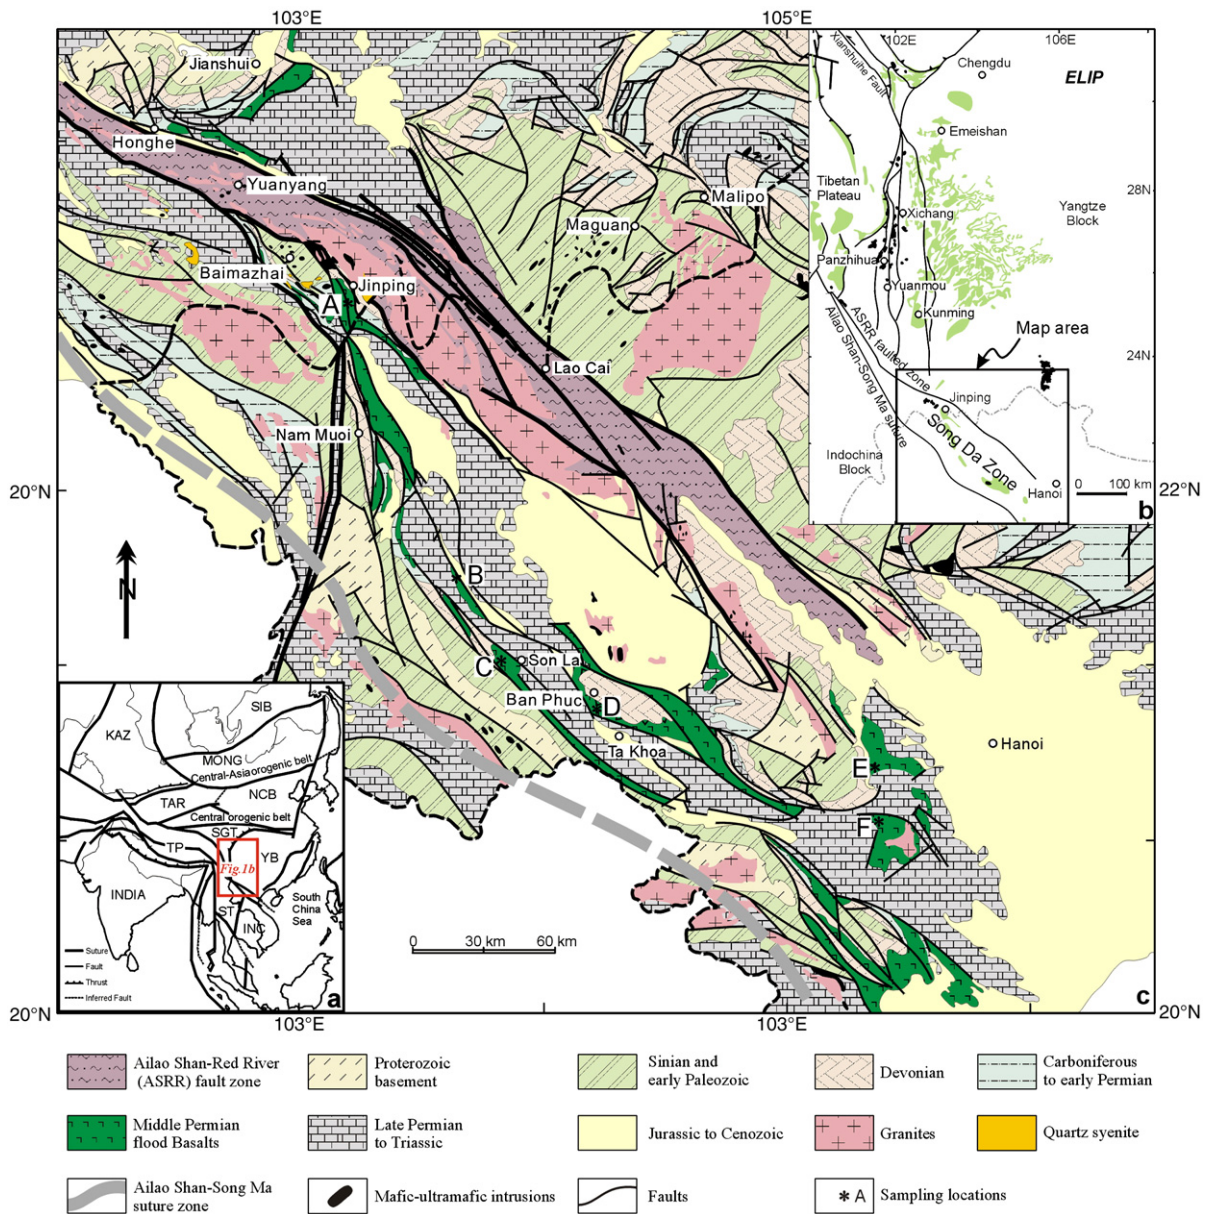 103°E
105°E
Jianshui
Honghe
Yuanyang
Baimazhai
Jinping
A
Malipo
Maguan
Lao Cai
Nam Muoi
B
C
Son La
Ban Phuc
D
Ta Khoa
E
F
Hanoi
N
20°N
22°N
20°N
20°N
103°E
103°E
0 30 km 60 km
c
102E
106E
Xianshuihe Fault
Chengdu
ELIP
Emeishan
28N
Tibetan
Plateau
Yangtze
Block
Xichang
Panzhihua
Yuanmou
Kunming
ASRR faulted zone
Ailao Shan-Song Ma suture
Map area
24N
Jinping
Song Da Zone
Indochina
Block
Hanoi
0 100 km
b
SIB
KAZ
MONG
Central-Asia orogenic belt
TAR
NCB
Central orogenic belt
SGT
TP
YB
Fig.1b
INDIA
ST
INC
South
China
Sea
Suture
Fault
Thrust
Inferred Fault
a
Ailao Shan-Red River
(ASRR) fault zone
Proterozoic
basement
Sinian and
early Paleozoic
Devonian
Carboniferous
to early Permian
Middle Permian
flood Basalts
Late Permian
to Triassic
Jurassic to Cenozoic
Granites
Quartz syenite
Ailao Shan-Song Ma
suture zone
Mafic-ultramafic intrusions
Faults
* A
Sampling locations